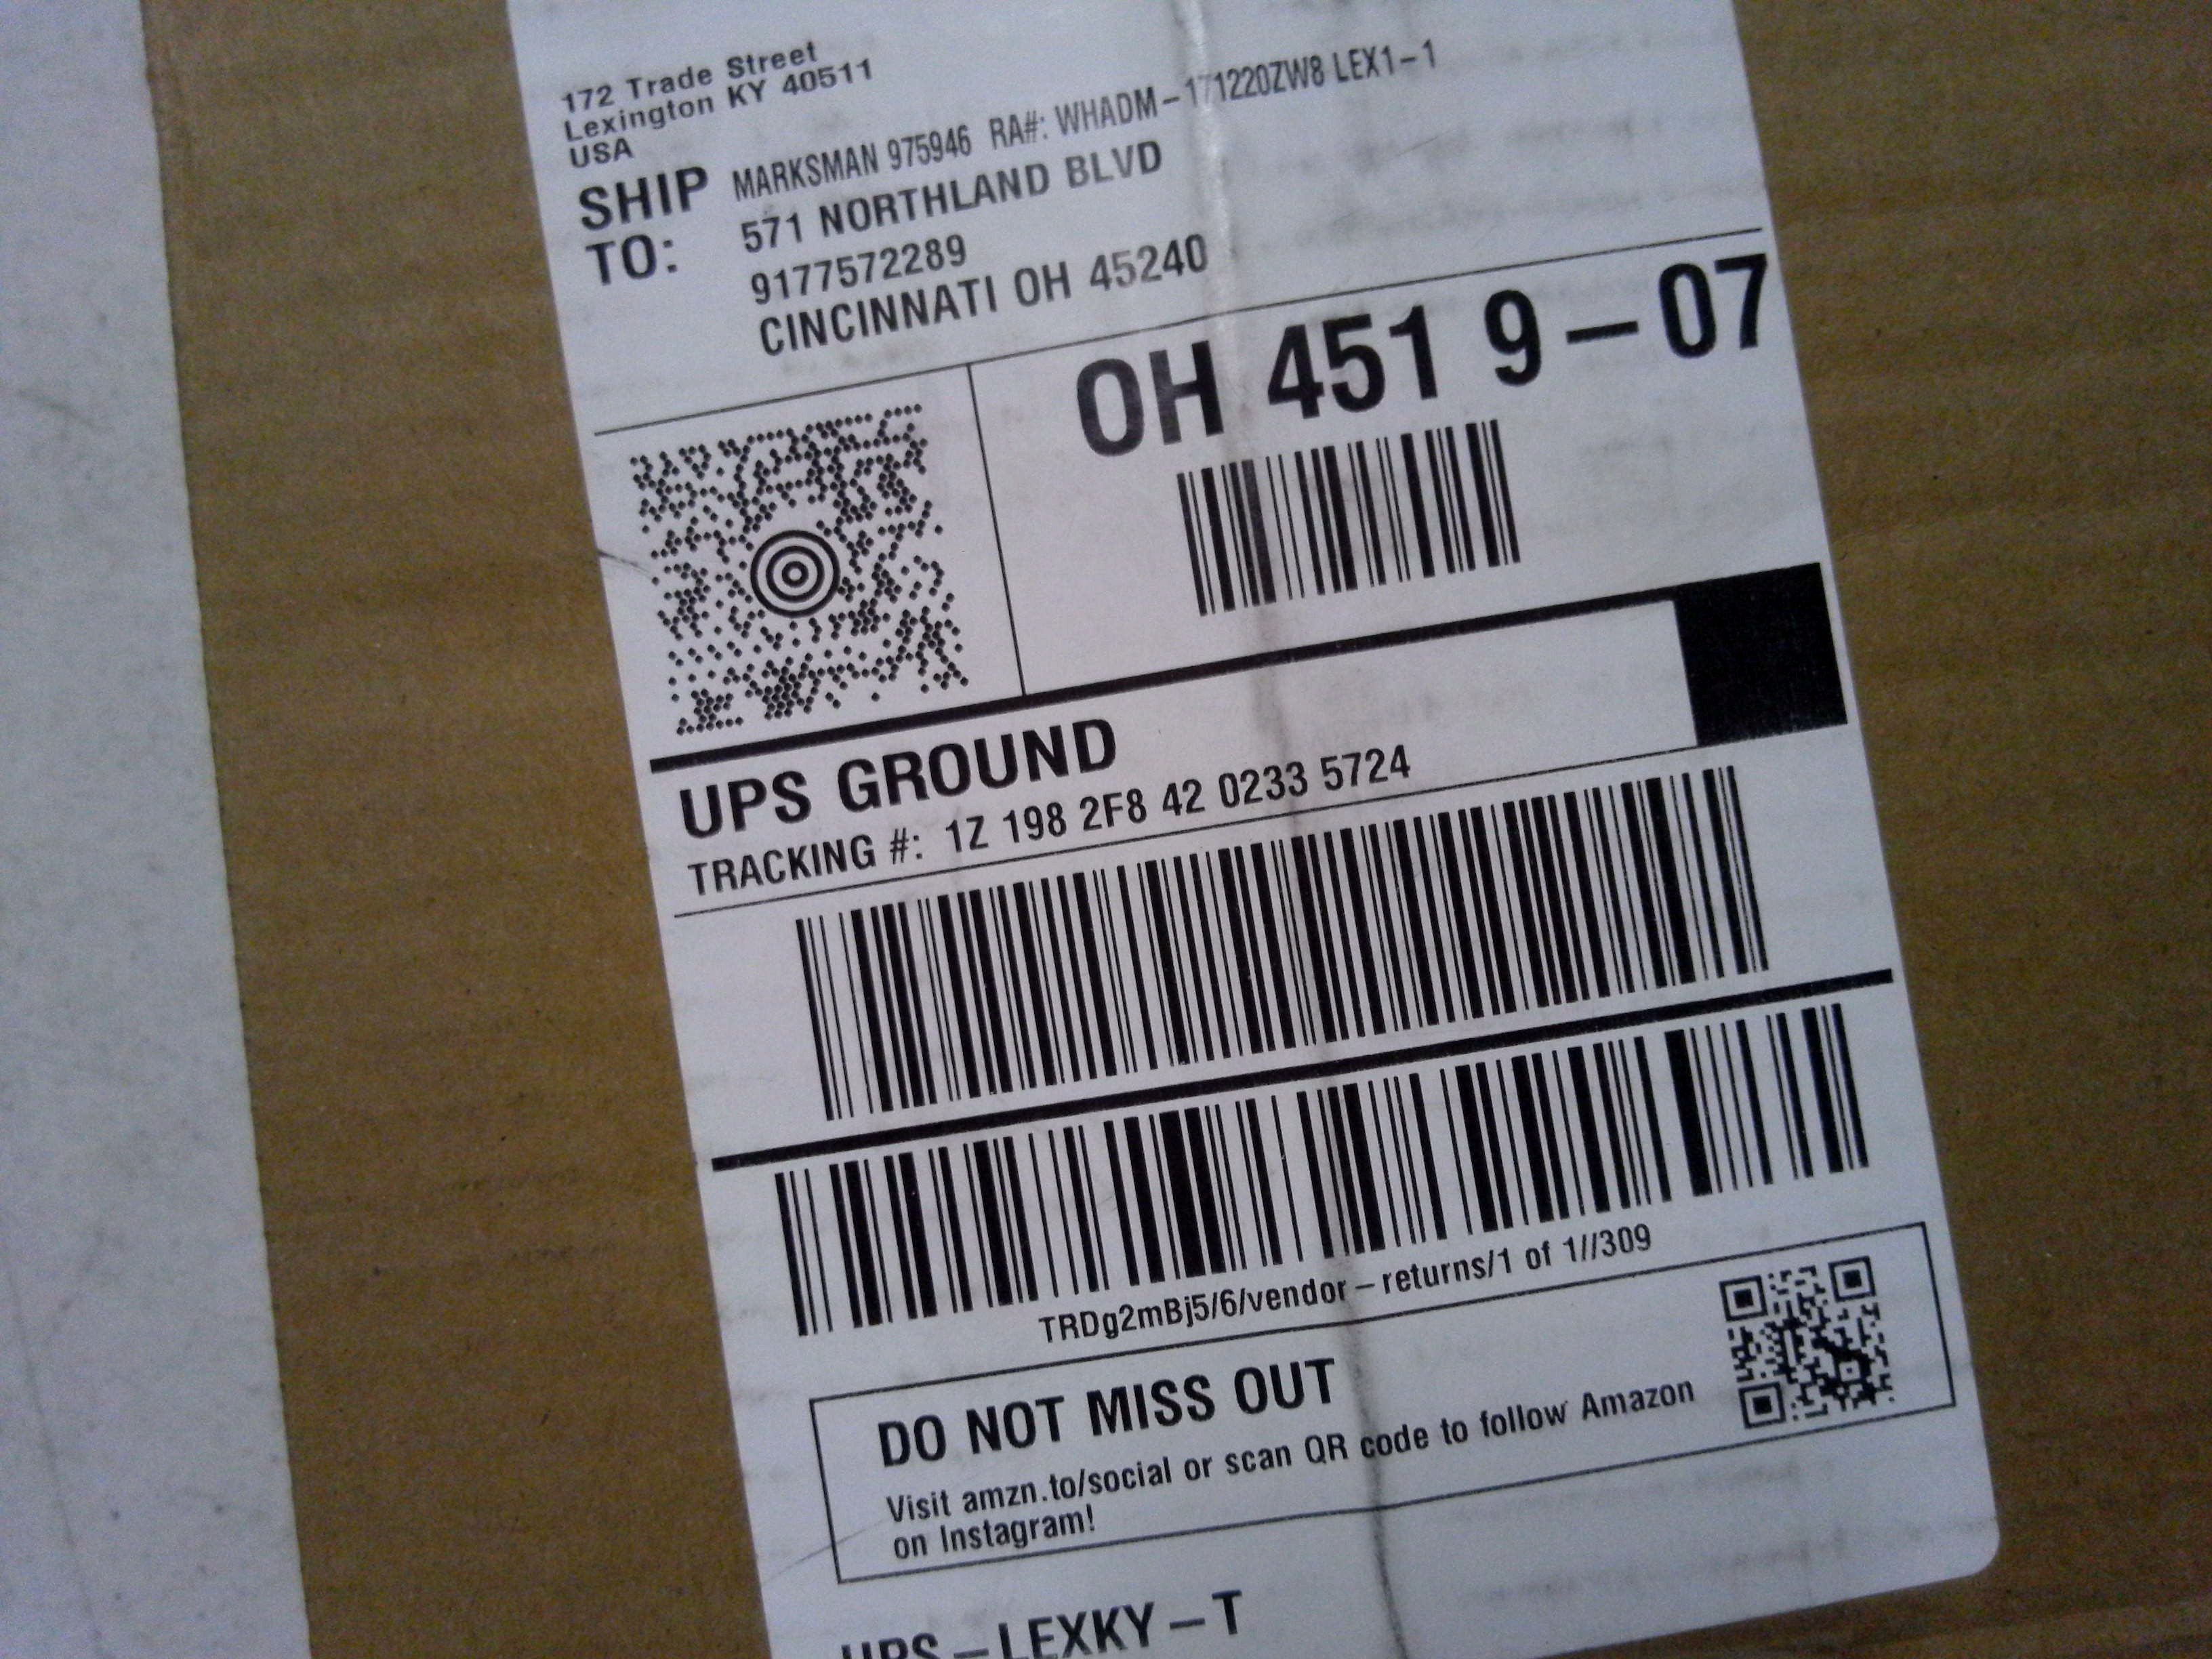 172 Trade Street
Lexington KY 40511
USA
SHIP TO:
MARKSMAN 975946 RA#: WHADM-171220ZW8 LEX1-1
571 NORTHLAND BLVD
9177572289
CINCINNATI OH 45240
OH 451 9-07
UPS GROUND
TRACKING #: 1Z 198 2F8 42 0233 5724
TRDg2mBj5/6/vendor-returns/1 of 1//309
DO NOT MISS OUT
Visit amzn.to/social or scan QR code to follow Amazon
on Instagram!
UPS-LEXKY-T